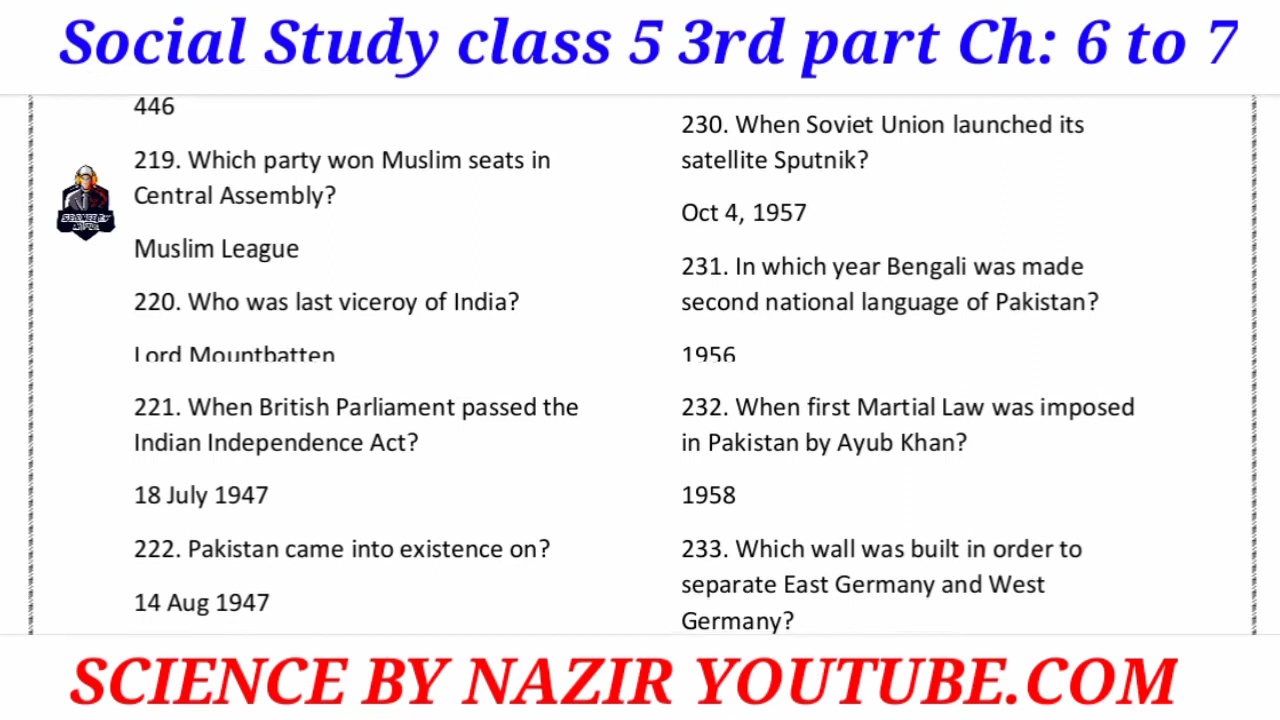 Social Study class 5 3rd part Ch: 6 to 7
446
219. Which party won Muslim seats in
Central Assembly?
Muslim League
220. Who was last viceroy of India?
Lord Mountbatten
221. When British Parliament passed the
Indian Independence Act?
18 July 1947
222. Pakistan came into existence on?
14 Aug 1947
230. When Soviet Union launched its
satellite Sputnik?
Oct 4, 1957
231. In which year Bengali was made
second national language of Pakistan?
1956
232. When first Martial Law was imposed
in Pakistan by Ayub Khan?
1958
233. Which wall was built in order to
separate East Germany and West
Germany?
SCIENCE BY NAZIR YOUTUBE.COM